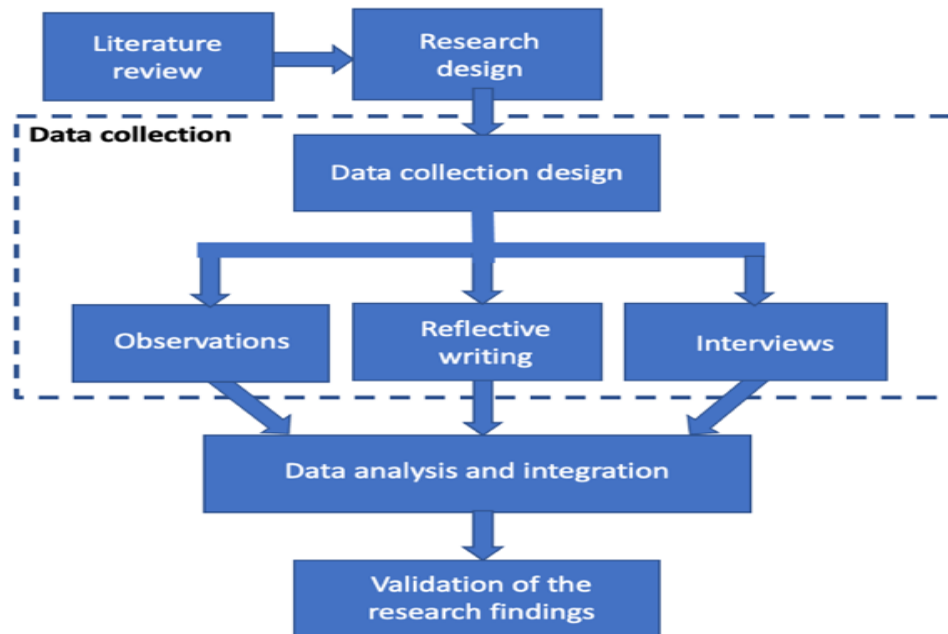 Literature
review
Research
design
Data collection
Data collection design
Observations
Reflective
writing
Interviews
Data analysis and integration
Validation of the
research findings